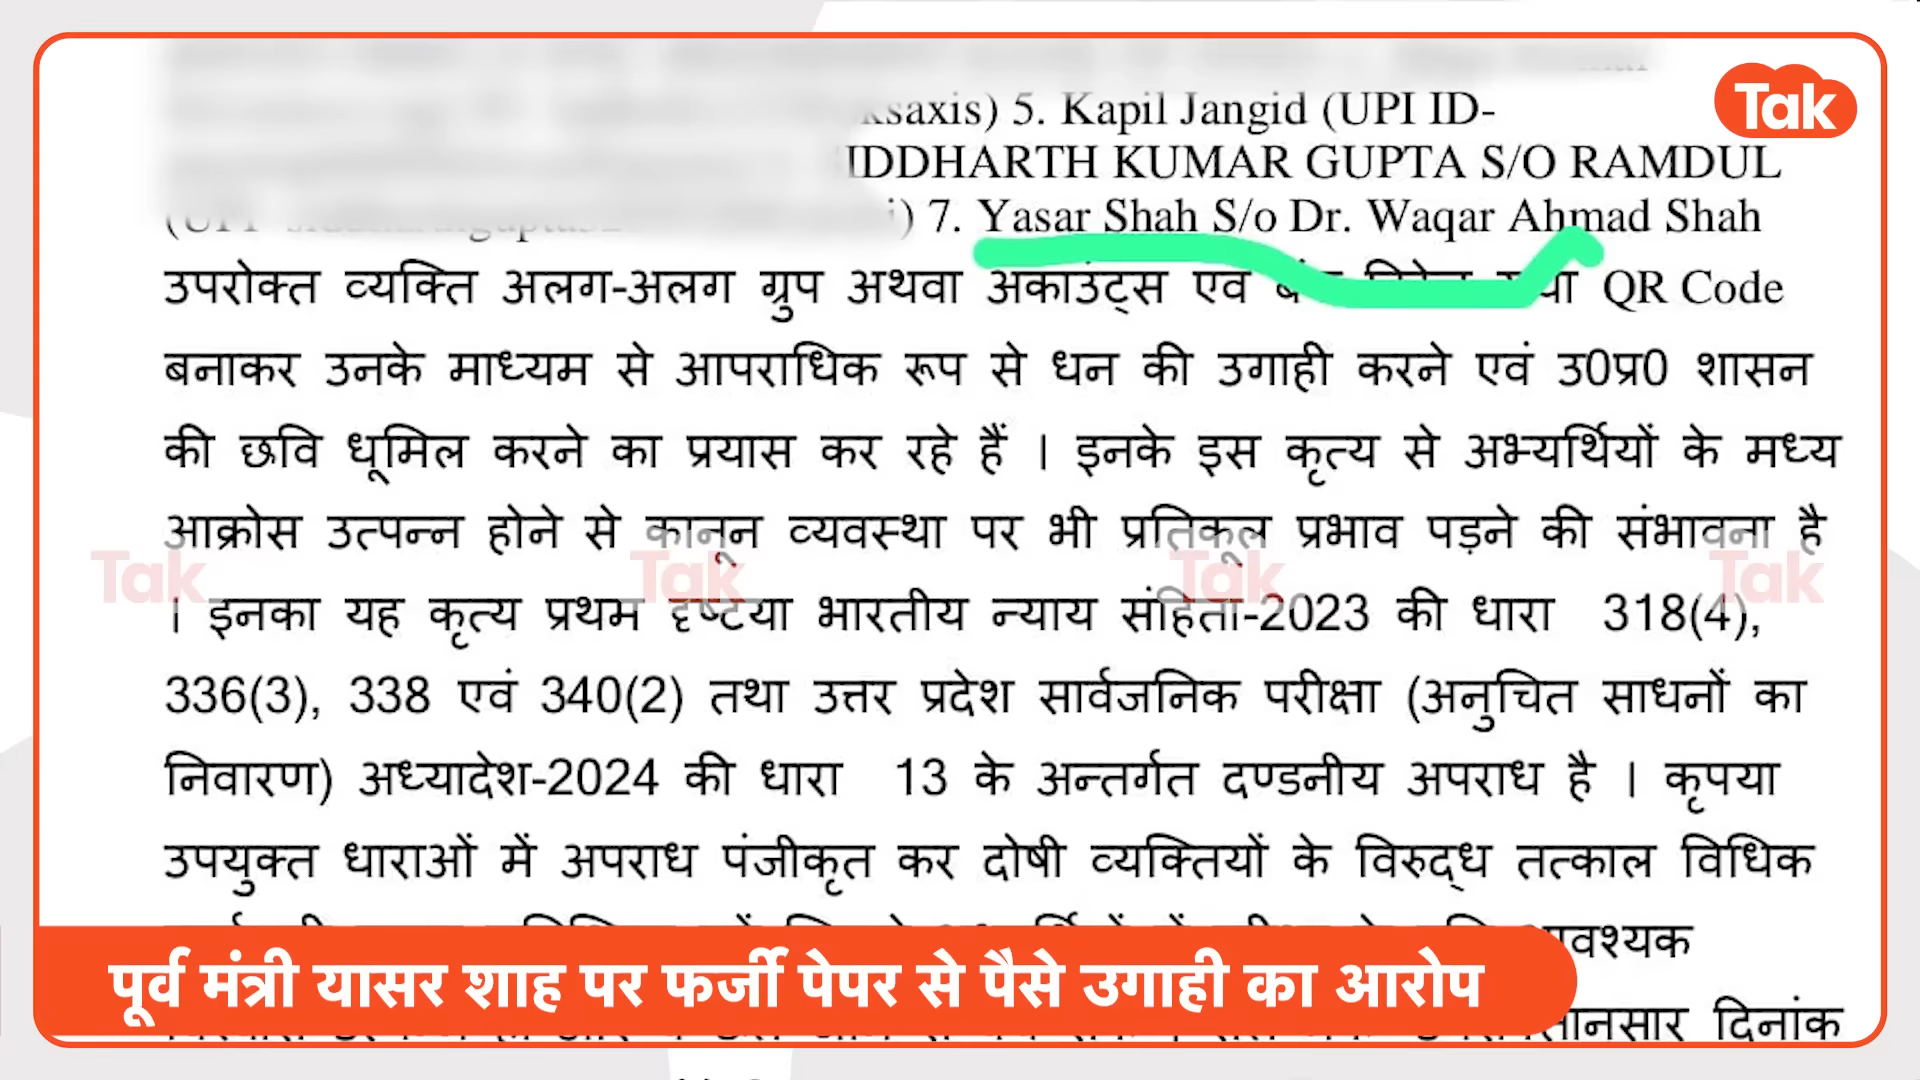 Tak
5. Kapil Jangid (UPI ID-
KUMAR GUPTA S/O RAMDUL
7. Yasar Shah S/o Dr. Waqar Ahmad Shah
उपरोक्त व्यक्ति अलग-अलग ग्रुप अथवा अकाउंट्स एवं QR Code
बनाकर उनके माध्यम से आपराधिक रूप से धन की उगाही करने एवं उ0प्र0 शासन
की छवि धूमिल करने का प्रयास कर रहे हैं । इनके इस कृत्य से अभ्यर्थियों के मध्य
आक्रोस उत्पन्न होने से कानून व्यवस्था पर भी प्रतिकूल प्रभाव पड़ने की संभावना है
Tak Tak Tak Tak
। इनका यह कृत्य प्रथम दृष्टया भारतीय न्याय संहिता-2023 की धारा 318(4),
336(3), 338 एवं 340(2) तथा उत्तर प्रदेश सार्वजनिक परीक्षा (अनुचित साधनों का
निवारण) अध्यादेश-2024 की धारा 13 के अन्तर्गत दण्डनीय अपराध है । कृपया
उपयुक्त धाराओं में अपराध पंजीकृत कर दोषी व्यक्तियों के विरुद्ध तत्काल विधिक
पूर्व मंत्री यासर शाह पर फर्जी पेपर से पैसे उगाही का आरोप
दिनांक